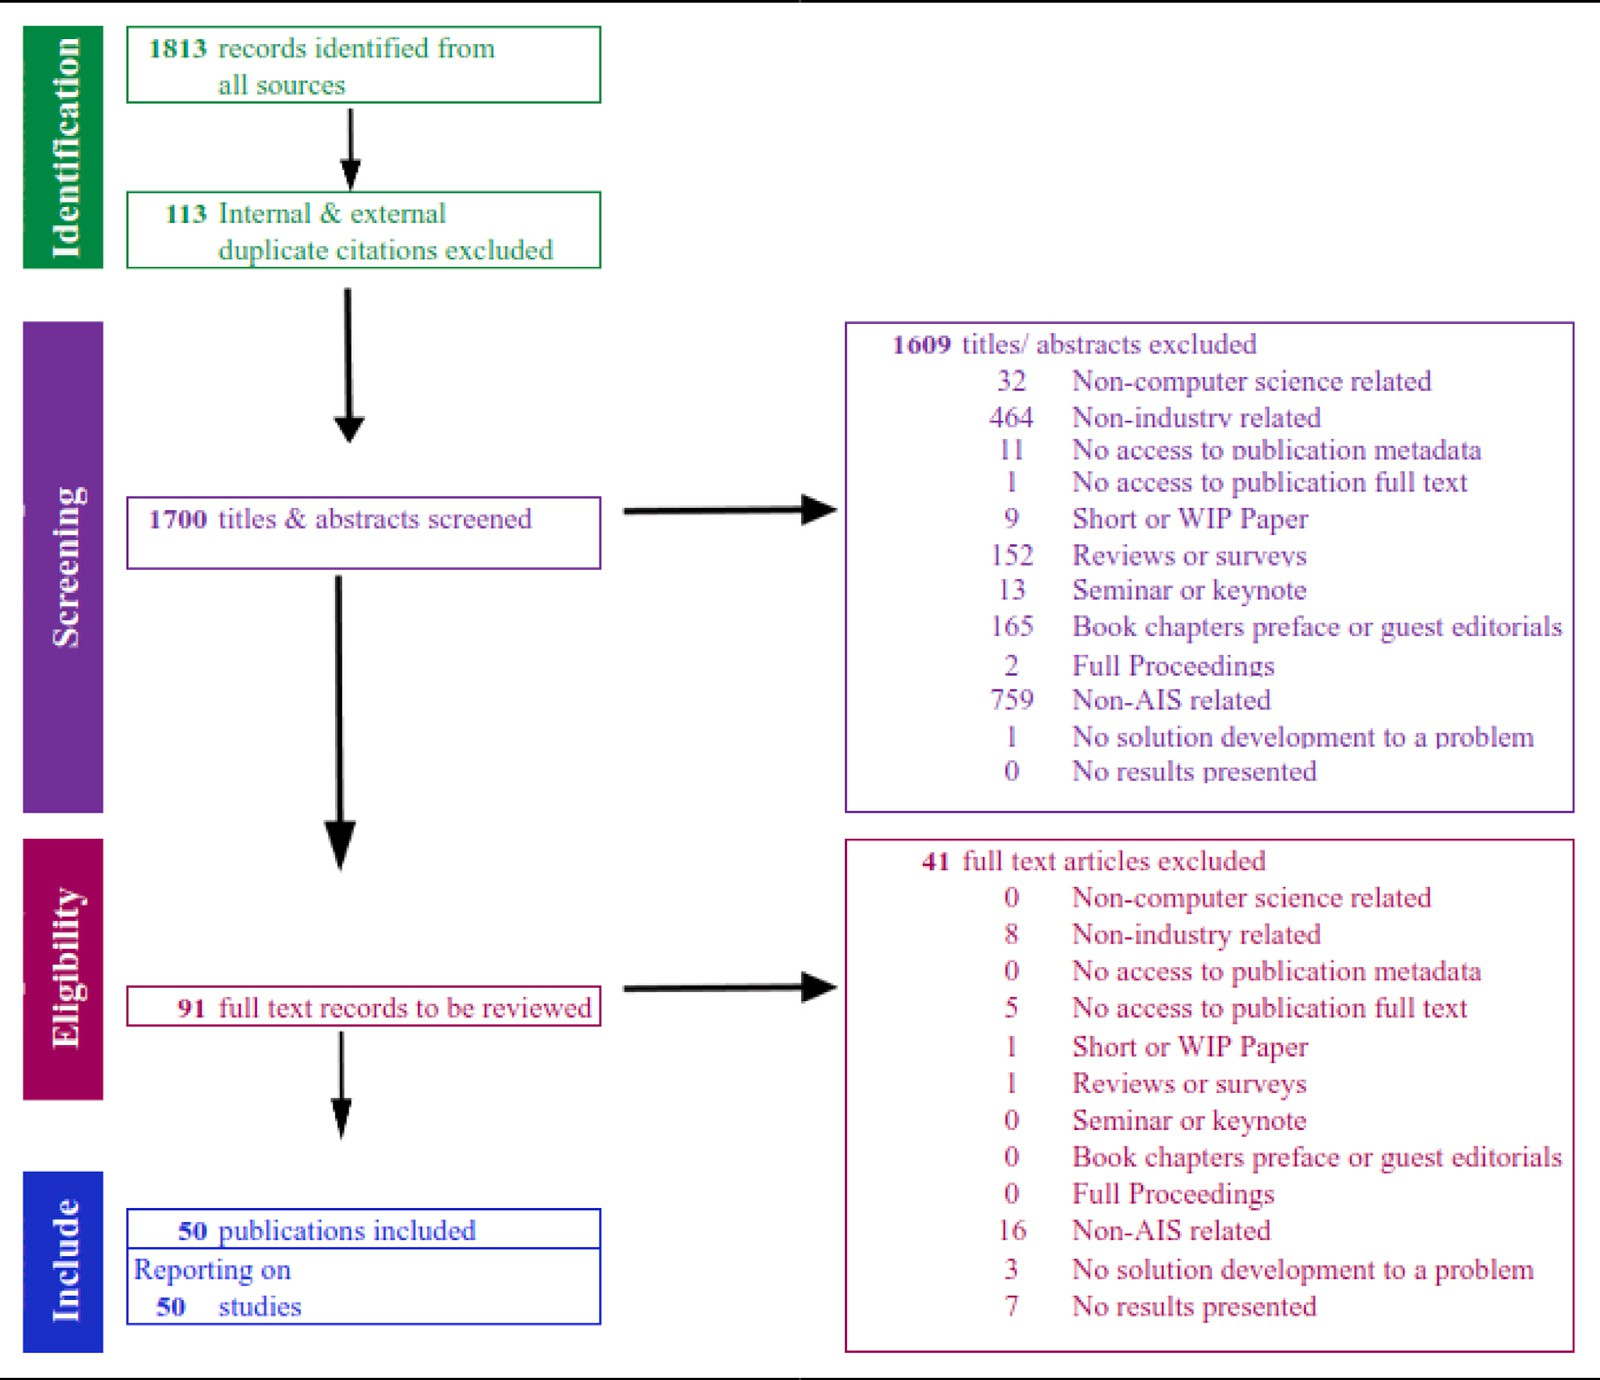 Identification
1813 records identified from
all sources
113 Internal & external
duplicate citations excluded
Screening
1700 titles & abstracts screened
1609 titles/ abstracts excluded
32 Non-computer science related
464 Non-industry related
11 No access to publication metadata
1 No access to publication full text
9 Short or WIP Paper
152 Reviews or surveys
13 Seminar or keynote
165 Book chapters preface or guest editorials
2 Full Proceedings
759 Non-AIS related
1 No solution development to a problem
0 No results presented
Eligibility
91 full text records to be reviewed
41 full text articles excluded
0 Non-computer science related
8 Non-industry related
0 No access to publication metadata
5 No access to publication full text
1 Short or WIP Paper
1 Reviews or surveys
0 Seminar or keynote
0 Book chapters preface or guest editorials
0 Full Proceedings
16 Non-AIS related
3 No solution development to a problem
7 No results presented
Include
50 publications included
Reporting on
50 studies